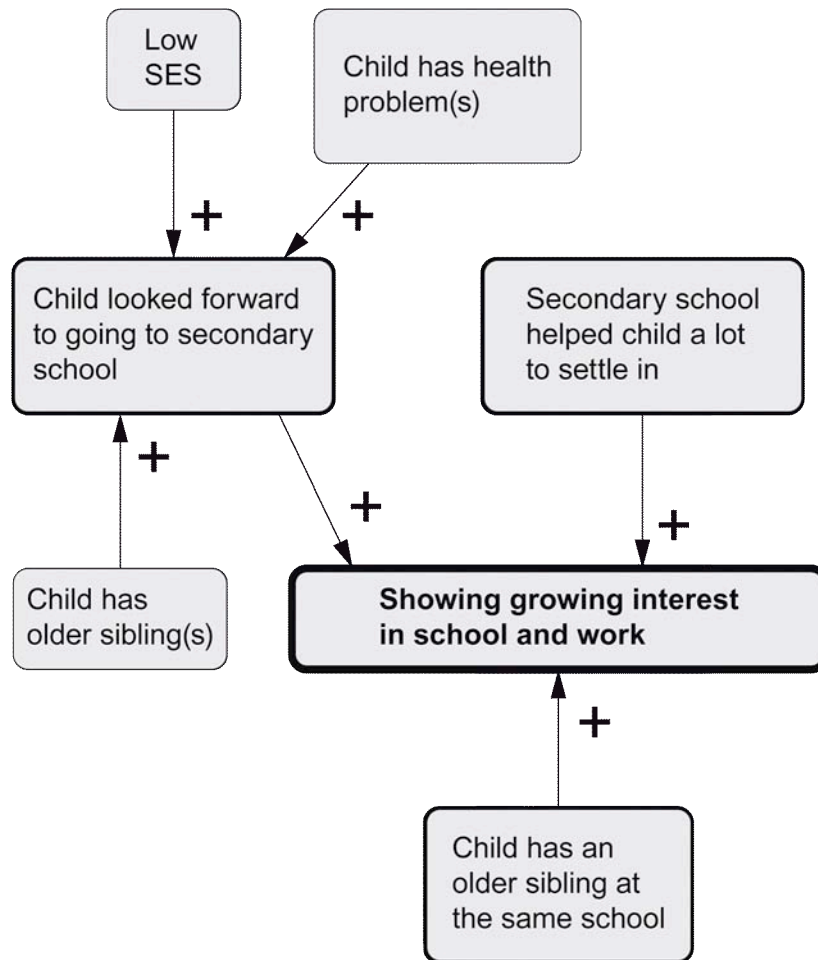 Low
SES
Child has health
problem(s)
+
+
Child looked forward
to going to secondary
school
Secondary school
helped child a lot
to settle in
+
+
+
Child has
older sibling(s)
Showing growing interest
in school and work
+
Child has an
older sibling at
the same school